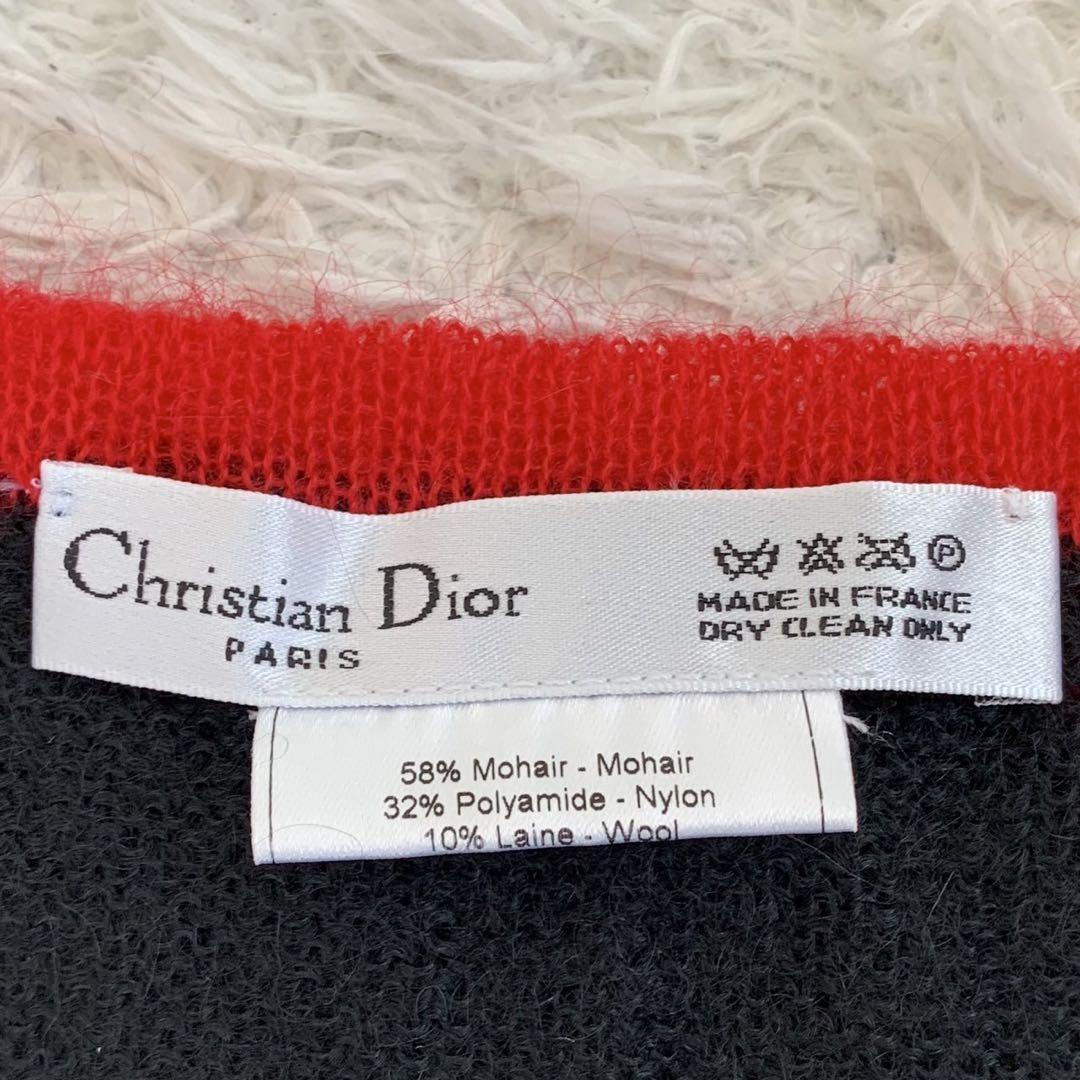 Christian Dior
PARIS
P
MADE IN FRANCE
DRY CLEAN ONLY
58% Mohair - Mohair
32% Polyamide - Nylon
10% Laine - Wool